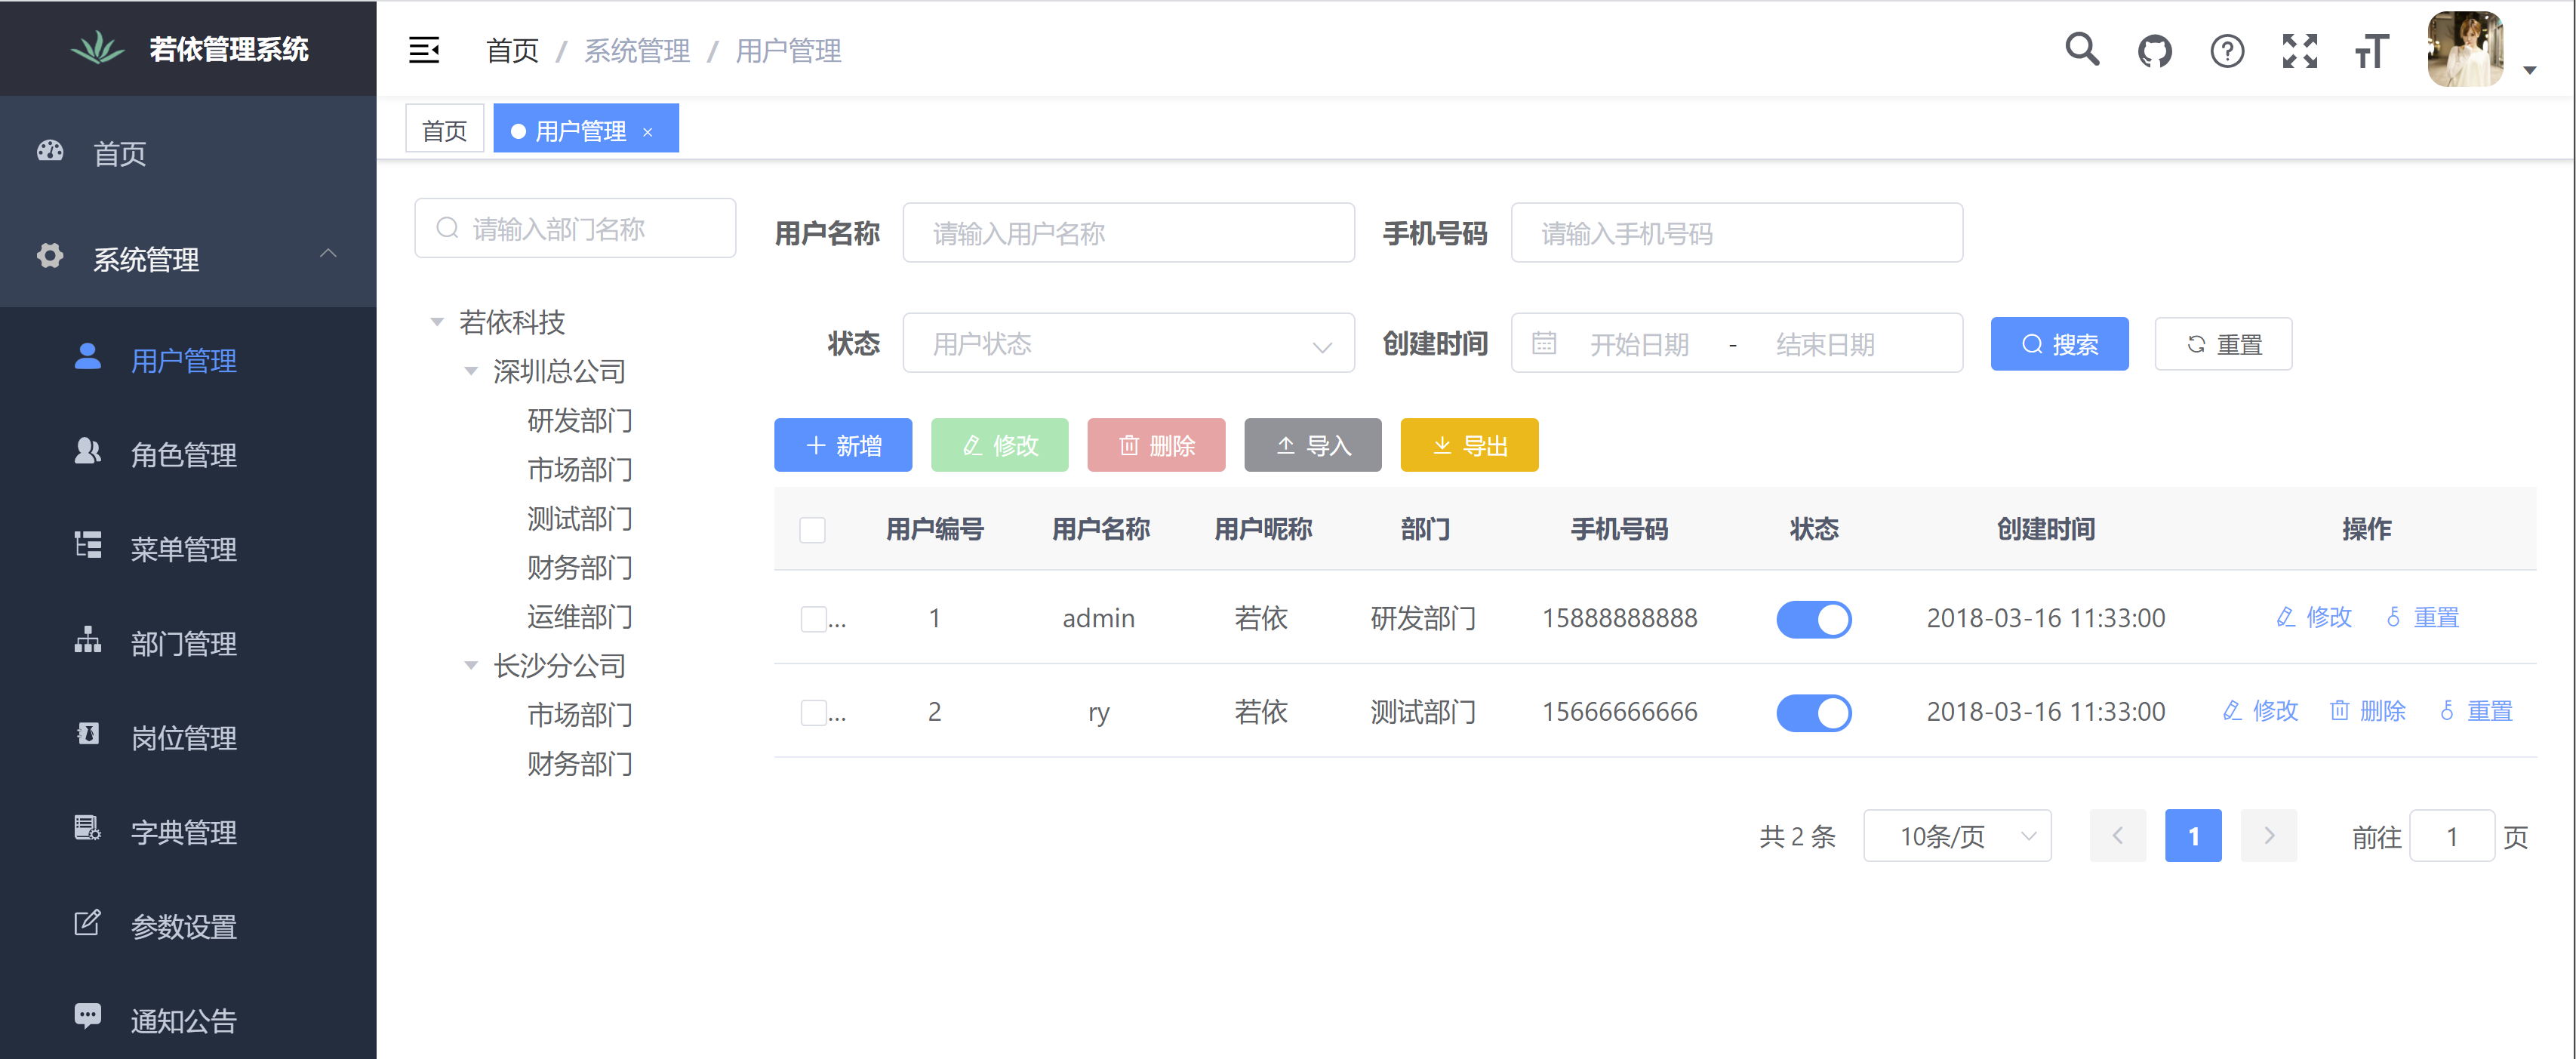 若依管理系统
首页 / 系统管理 / 用户管理
首页
用户管理 ×
首页
系统管理
用户管理
角色管理
菜单管理
部门管理
岗位管理
字典管理
参数设置
通知公告
请输入部门名称
若依科技
深圳总公司
研发部门
市场部门
测试部门
财务部门
运维部门
长沙分公司
市场部门
财务部门
用户名称 请输入用户名称 手机号码 请输入手机号码
状态 用户状态 创建时间 开始日期 - 结束日期 搜索 重置
新增 修改 删除 导入 导出
用户编号 用户名称 用户昵称 部门 手机号码 状态 创建时间 操作
... 1 admin 若依 研发部门 15888888888 2018-03-16 11:33:00 修改 重置
... 2 ry 若依 测试部门 15666666666 2018-03-16 11:33:00 修改 删除 重置
共 2 条 10条/页 1 前往 1 页